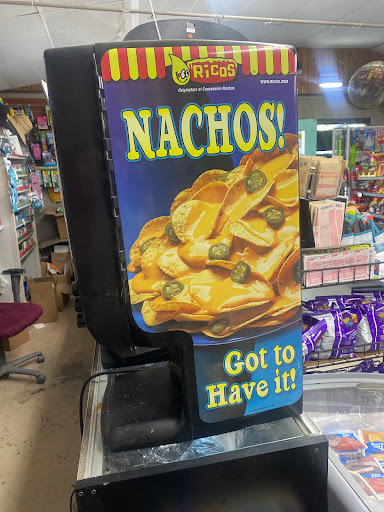 RiCOS
WWW.RICOS.COM
Originators of Concession Nachos
NACHOS!
Got to
Have it!